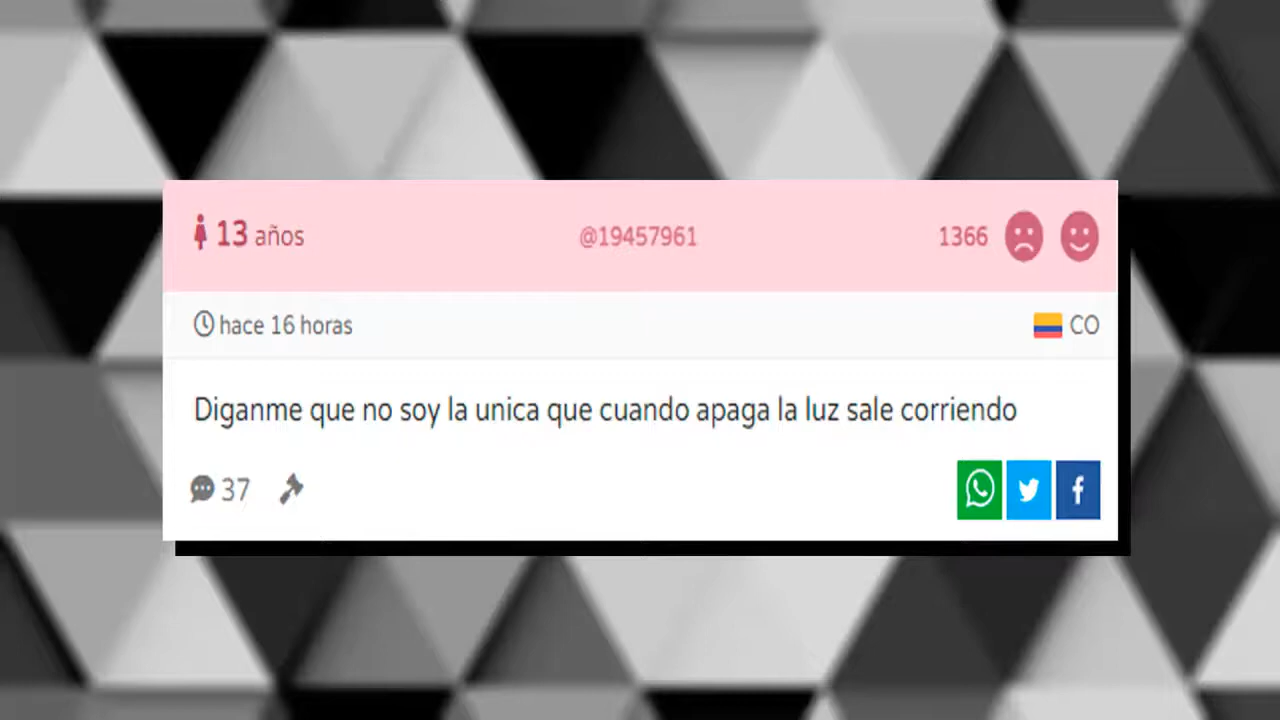 13 años @19457961 1366
hace 16 horas CO
Diganme que no soy la unica que cuando apaga la luz sale corriendo
37